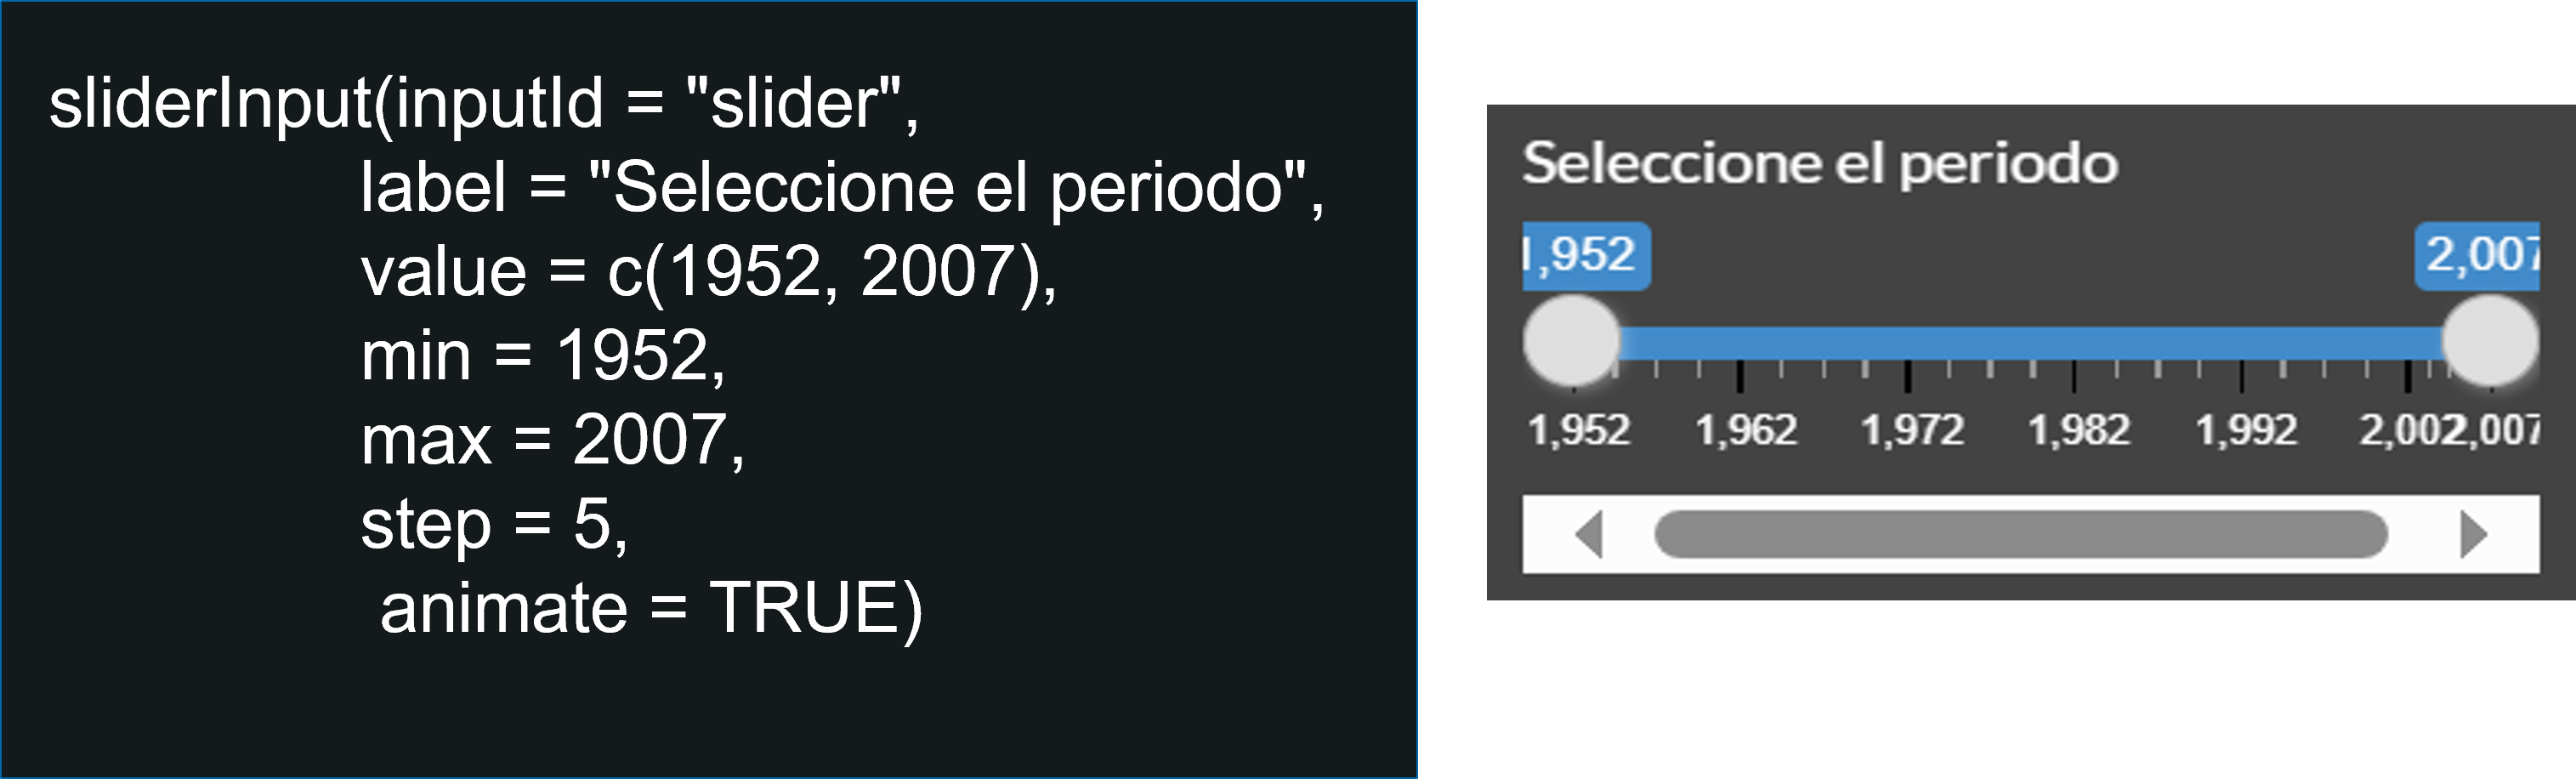 sliderInput(inputId = "slider",
label = "Seleccione el periodo",
value = c(1952, 2007),
min = 1952,
max = 2007,
step = 5,
animate = TRUE)
Seleccione el periodo
1,952 2,007
1,952 1,962 1,972 1,982 1,992 2,002 2,007